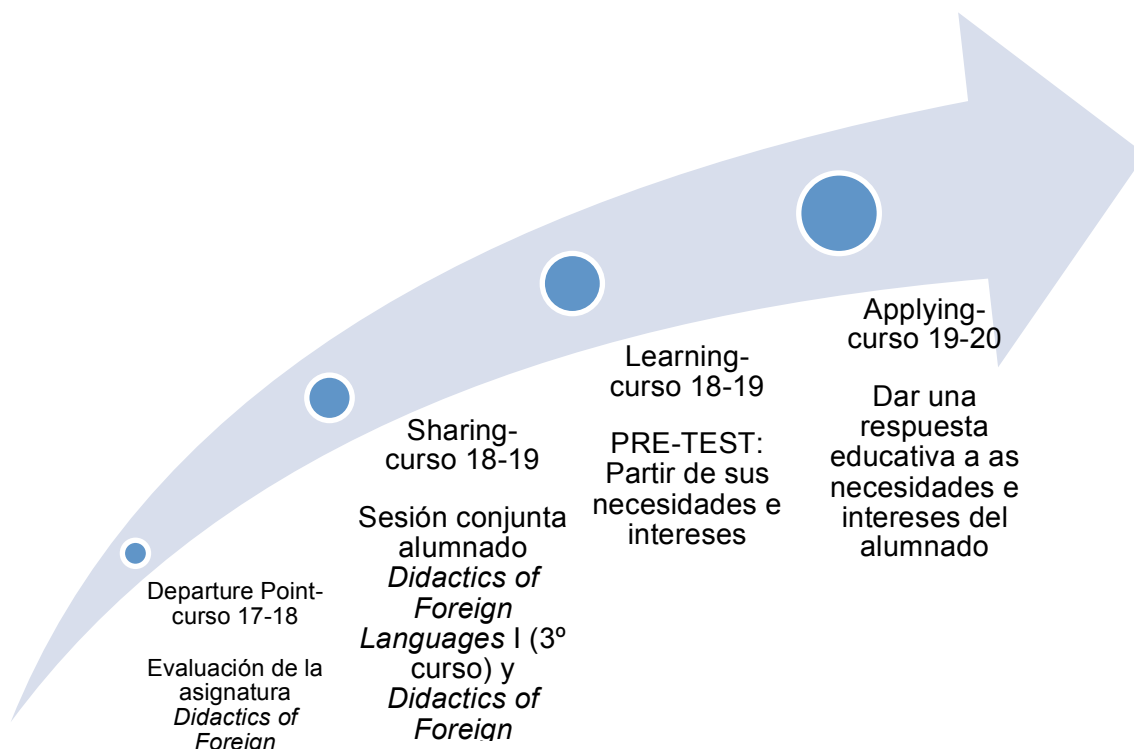 Departure Point-
curso 17-18
Evaluación de la
asignatura
Didactics of
Foreign
Sharing-
curso 18-19
Sesión conjunta
alumnado
Didactics of
Foreign
Languages I (3º
curso) y
Didactics of
Foreign
Learning-
curso 18-19
PRE-TEST:
Partir de sus
necesidades e
intereses
Applying-
curso 19-20
Dar una
respuesta
educativa a as
necesidades e
intereses del
alumnado